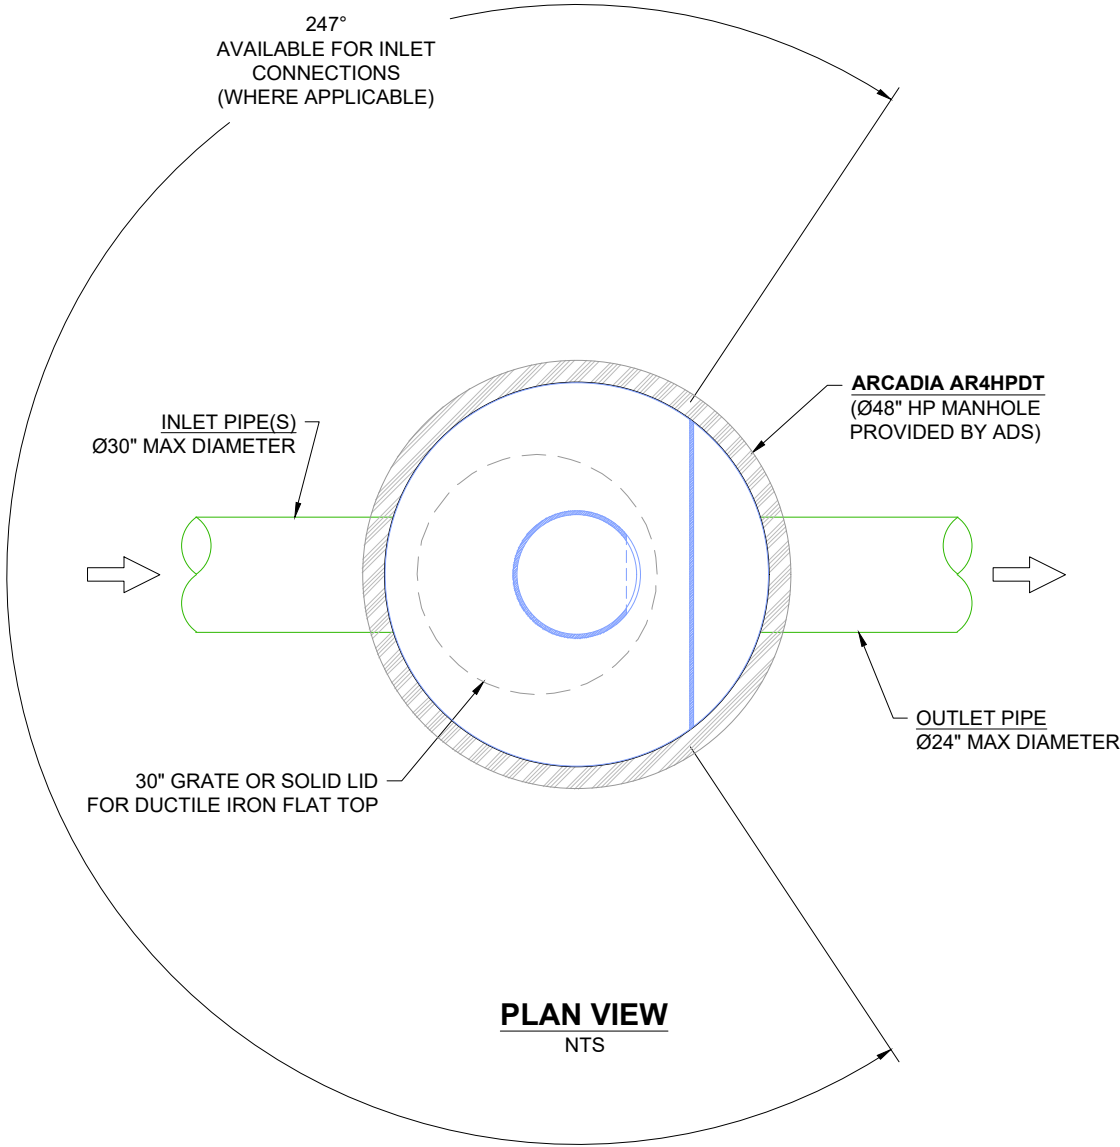 247°
AVAILABLE FOR INLET
CONNECTIONS
(WHERE APPLICABLE)
ARCADIA AR4HPDT
(Ø48" HP MANHOLE
PROVIDED BY ADS)
INLET PIPE(S)
Ø30" MAX DIAMETER
OUTLET PIPE
Ø24" MAX DIAMETER
30" GRATE OR SOLID LID
FOR DUCTILE IRON FLAT TOP
PLAN VIEW
NTS